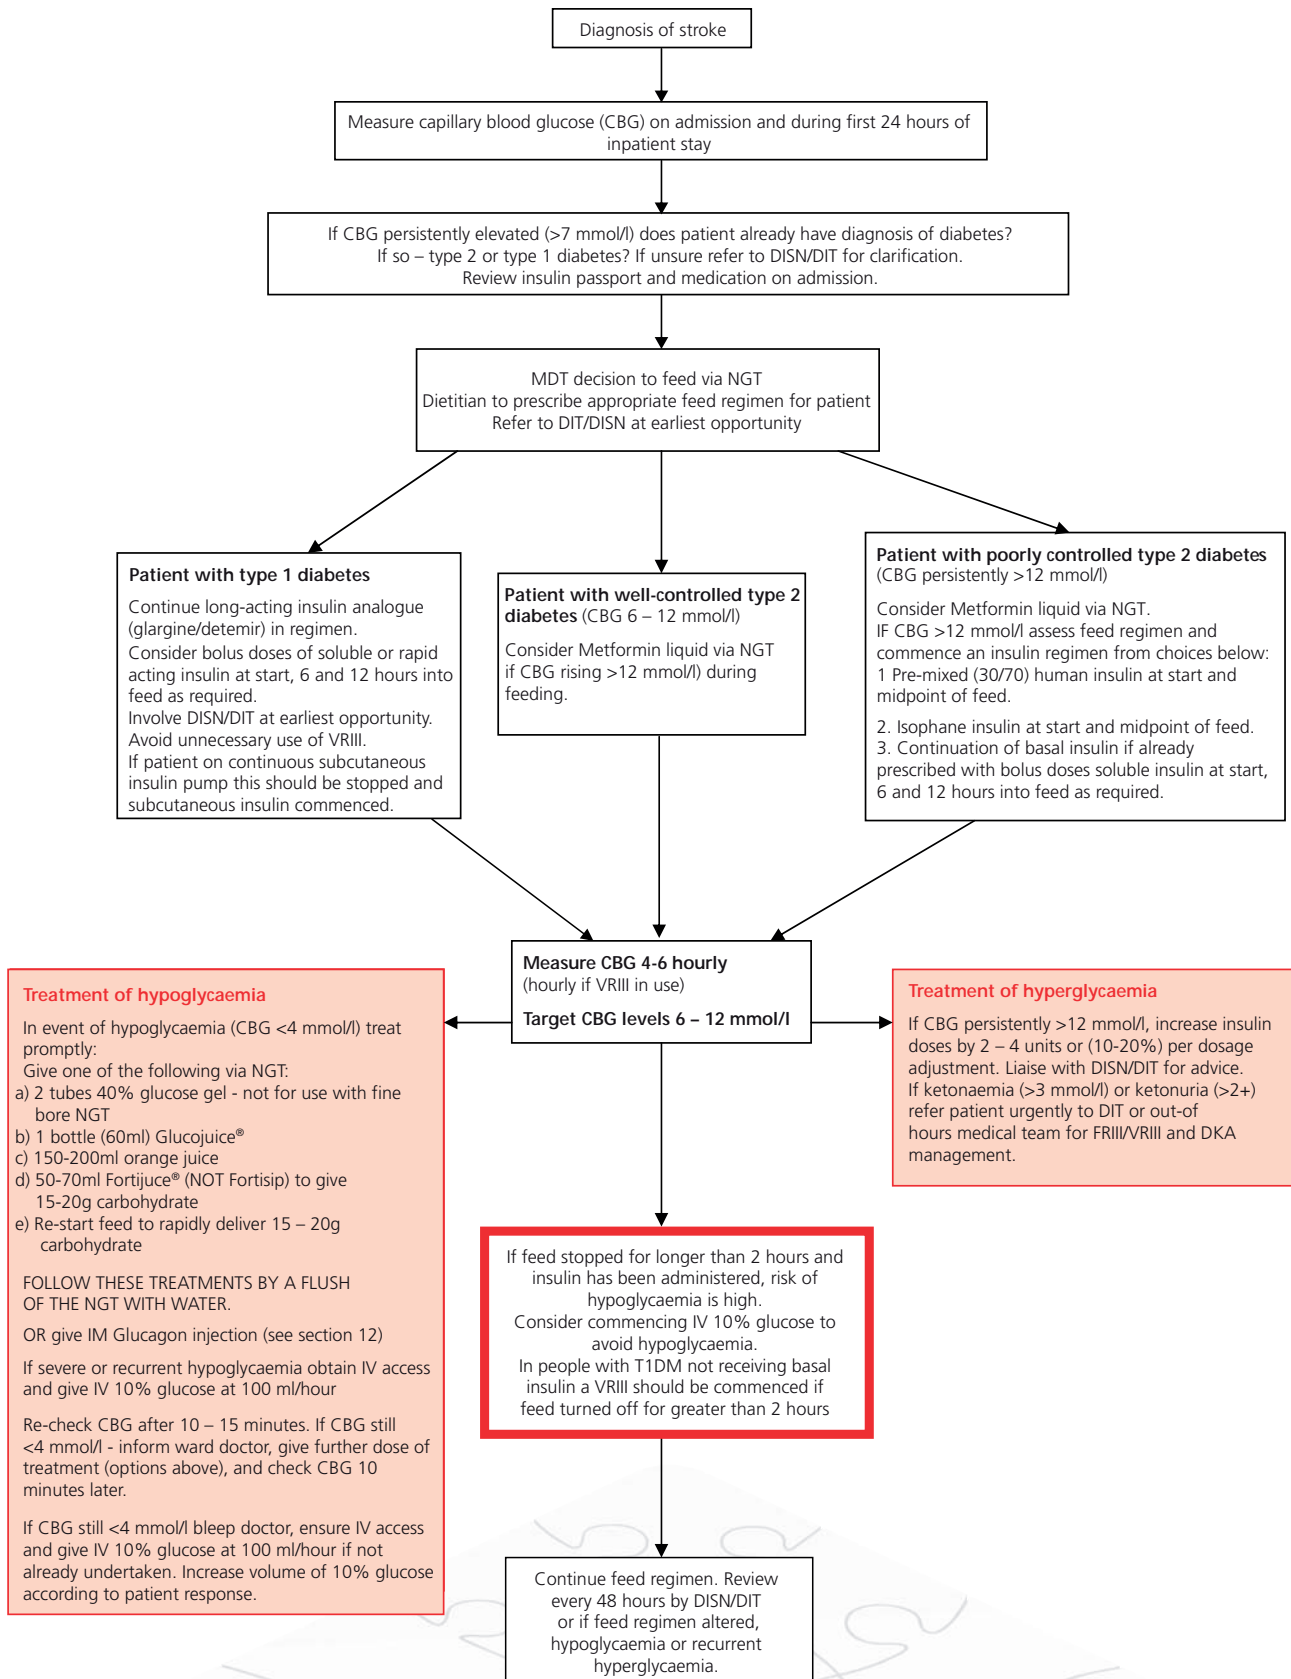 Diagnosis of stroke
Measure capillary blood glucose (CBG) on admission and during first 24 hours of
inpatient stay
If CBG persistently elevated (>7 mmol/l) does patient already have diagnosis of diabetes?
If so – type 2 or type 1 diabetes? If unsure refer to DISN/DIT for clarification.
Review insulin passport and medication on admission.
MDT decision to feed via NGT
Dietitian to prescribe appropriate feed regimen for patient
Refer to DIT/DISN at earliest opportunity
Patient with type 1 diabetes
Continue long-acting insulin analogue
(glargine/detemir) in regimen.
Consider bolus doses of soluble or rapid
acting insulin at start, 6 and 12 hours into
feed as required.
Involve DISN/DIT at earliest opportunity.
Avoid unnecessary use of VRIII.
If patient on continuous subcutaneous
insulin pump this should be stopped and
subcutaneous insulin commenced.
Patient with well-controlled type 2
diabetes (CBG 6 – 12 mmol/l)
Consider Metformin liquid via NGT
if CBG rising >12 mmol/l) during
feeding.
Patient with poorly controlled type 2 diabetes
(CBG persistently >12 mmol/l)
Consider Metformin liquid via NGT.
IF CBG >12 mmol/l assess feed regimen and
commence an insulin regimen from choices below:
1 Pre-mixed (30/70) human insulin at start and
midpoint of feed.
2. Isophane insulin at start and midpoint of feed.
3. Continuation of basal insulin if already
prescribed with bolus doses soluble insulin at start,
6 and 12 hours into feed as required.
Measure CBG 4-6 hourly
(hourly if VRIII in use)
Target CBG levels 6 – 12 mmol/l
Treatment of hypoglycaemia
In event of hypoglycaemia (CBG <4 mmol/l) treat
promptly:
Give one of the following via NGT:
a) 2 tubes 40% glucose gel - not for use with fine
bore NGT
b) 1 bottle (60ml) Glucojuice®
c) 150-200ml orange juice
d) 50-70ml Fortijuce® (NOT Fortisip) to give
15-20g carbohydrate
e) Re-start feed to rapidly deliver 15 – 20g
carbohydrate
FOLLOW THESE TREATMENTS BY A FLUSH
OF THE NGT WITH WATER.
OR give IM Glucagon injection (see section 12)
If severe or recurrent hypoglycaemia obtain IV access
and give IV 10% glucose at 100 ml/hour
Re-check CBG after 10 – 15 minutes. If CBG still
<4 mmol/l - inform ward doctor, give further dose of
treatment (options above), and check CBG 10
minutes later.
If CBG still <4 mmol/l bleep doctor, ensure IV access
and give IV 10% glucose at 100 ml/hour if not
already undertaken. Increase volume of 10% glucose
according to patient response.
Treatment of hyperglycaemia
If CBG persistently >12 mmol/l, increase insulin
doses by 2 – 4 units or (10-20%) per dosage
adjustment. Liaise with DISN/DIT for advice.
If ketonaemia (>3 mmol/l) or ketonuria (>2+)
refer patient urgently to DIT or out-of
hours medical team for FRIII/VRIII and DKA
management.
If feed stopped for longer than 2 hours and
insulin has been administered, risk of
hypoglycaemia is high.
Consider commencing IV 10% glucose to
avoid hypoglycaemia.
In people with T1DM not receiving basal
insulin a VRIII should be commenced if
feed turned off for greater than 2 hours
Continue feed regimen. Review
every 48 hours by DISN/DIT
or if feed regimen altered,
hypoglycaemia or recurrent
hyperglycaemia.